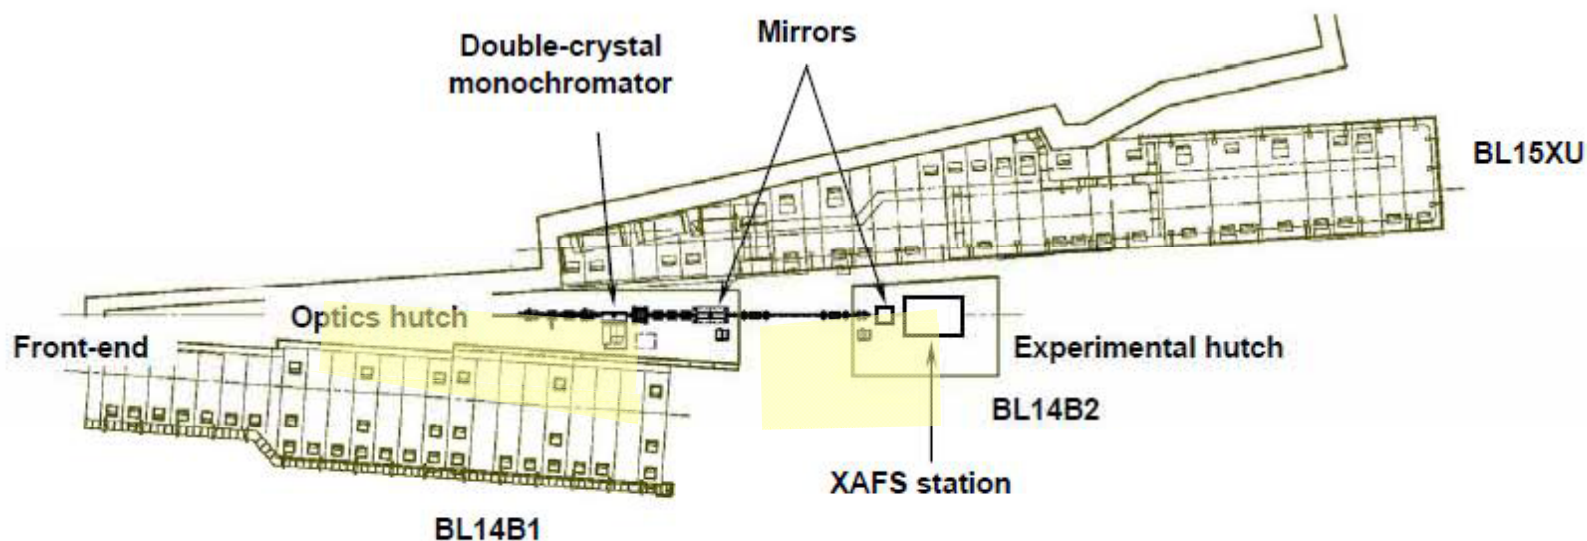 Mirrors
Double-crystal
monochromator
BL15XU
Optics hutch
Front-end
Experimental hutch
BL14B2
XAFS station
BL14B1